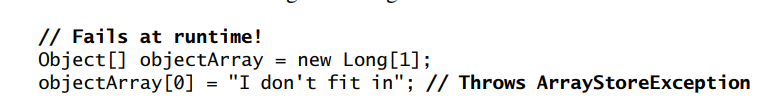 // Fails at runtime!
Object[] objectArray = new Long[1];
objectArray[0] = "I don't fit in"; // Throws ArrayStoreException